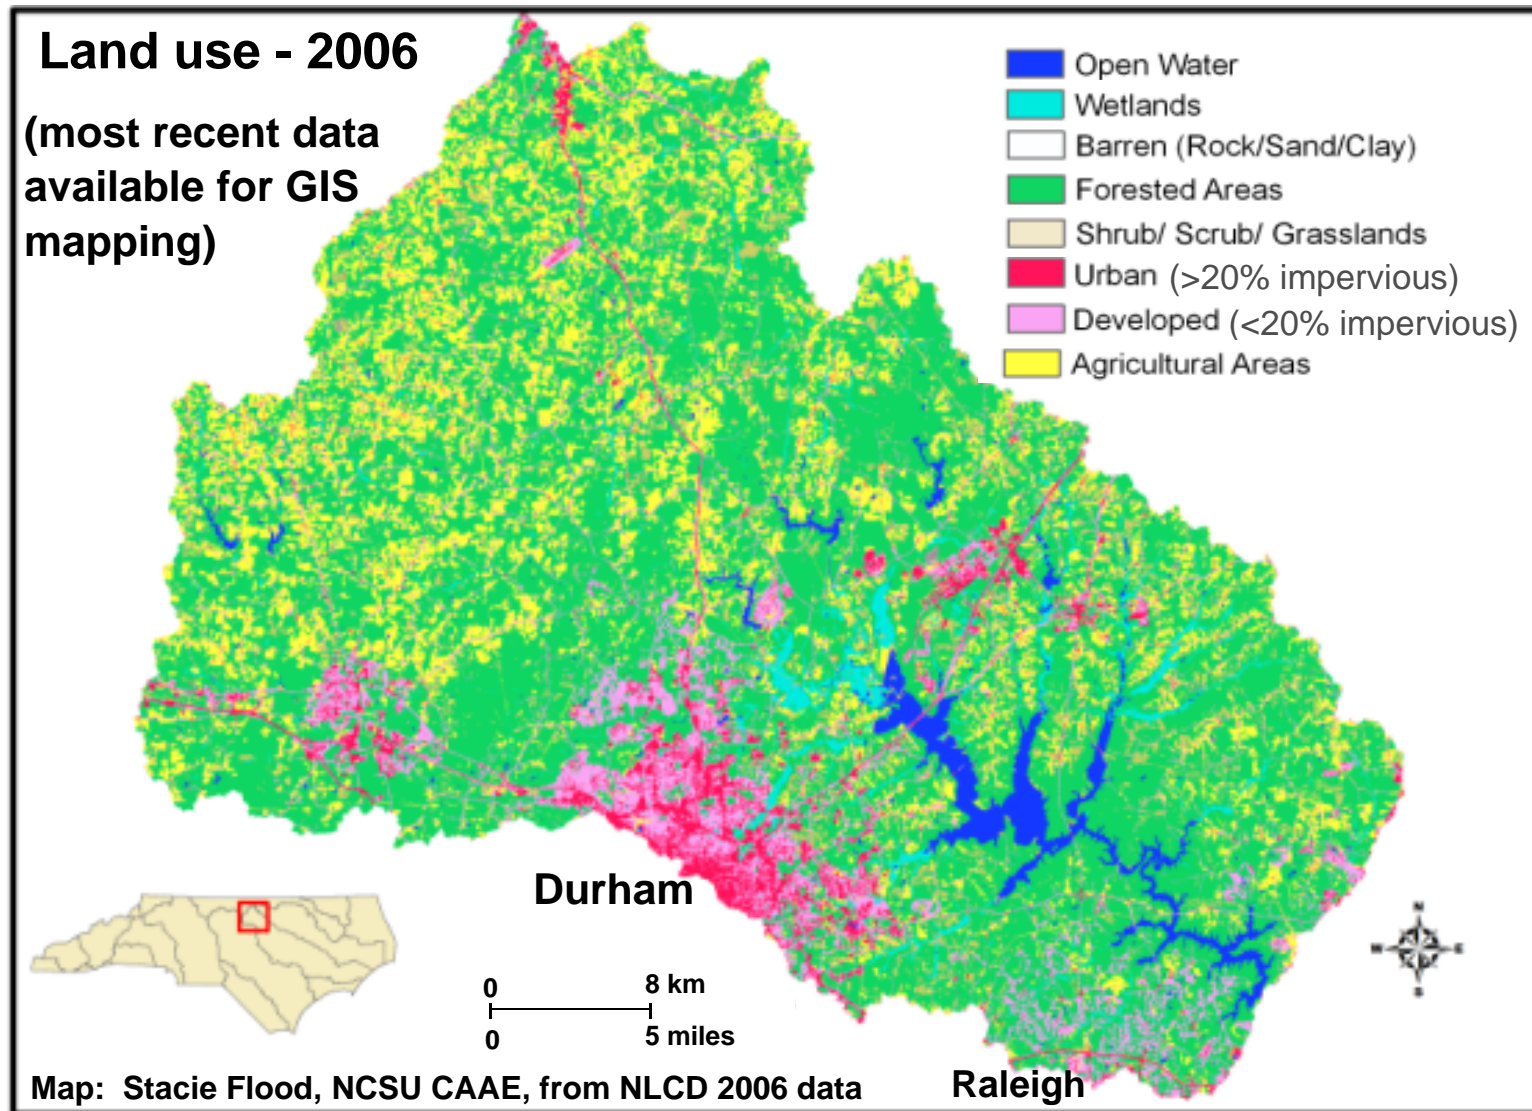 Land use - 2006
(most recent data
available for GIS
mapping)
Open Water
Wetlands
Barren (Rock/Sand/Clay)
Forested Areas
Shrub/ Scrub/ Grasslands
Urban (>20% impervious)
Developed (<20% impervious)
Agricultural Areas
Durham
N
W E
S
0 8 km
0 5 miles
Map: Stacie Flood, NCSU CAAE, from NLCD 2006 data
Raleigh